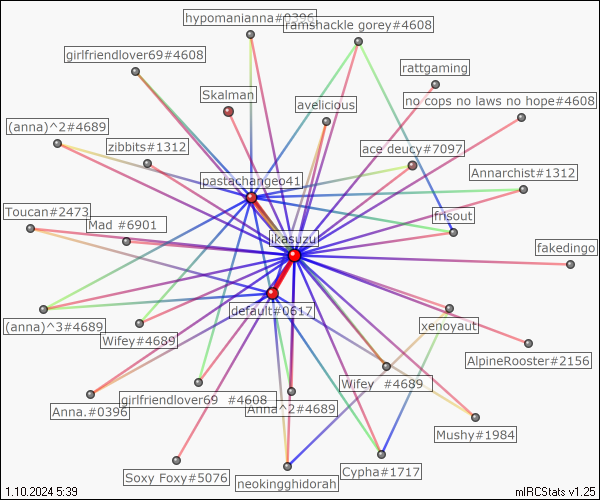 hypomanianna#0396
ramshackle gorey#4608
girlfriendlover69#4608
rattgaming
Skalman
avelicious
no cops no laws no hope#4608
(anna)^2#4689
zibbits#1312
ace deucy#7097
pastachangeo41
Annarchist#1312
Toucan#2473
Mad #6901
frisout
ikasuzu
fakedingo
default#0617
(anna)^3#4689
Wifey#4689
xenoyaut
AlpineRooster#2156
Wifey #4689
girlfriendlover69 #4608
Anna.#0396
Anna^2#4689
Mushy#1984
Soxy Foxy#5076
neokingghidorah
Cypha#1717
1.10.2024 5:39
mIRCStats v1.25